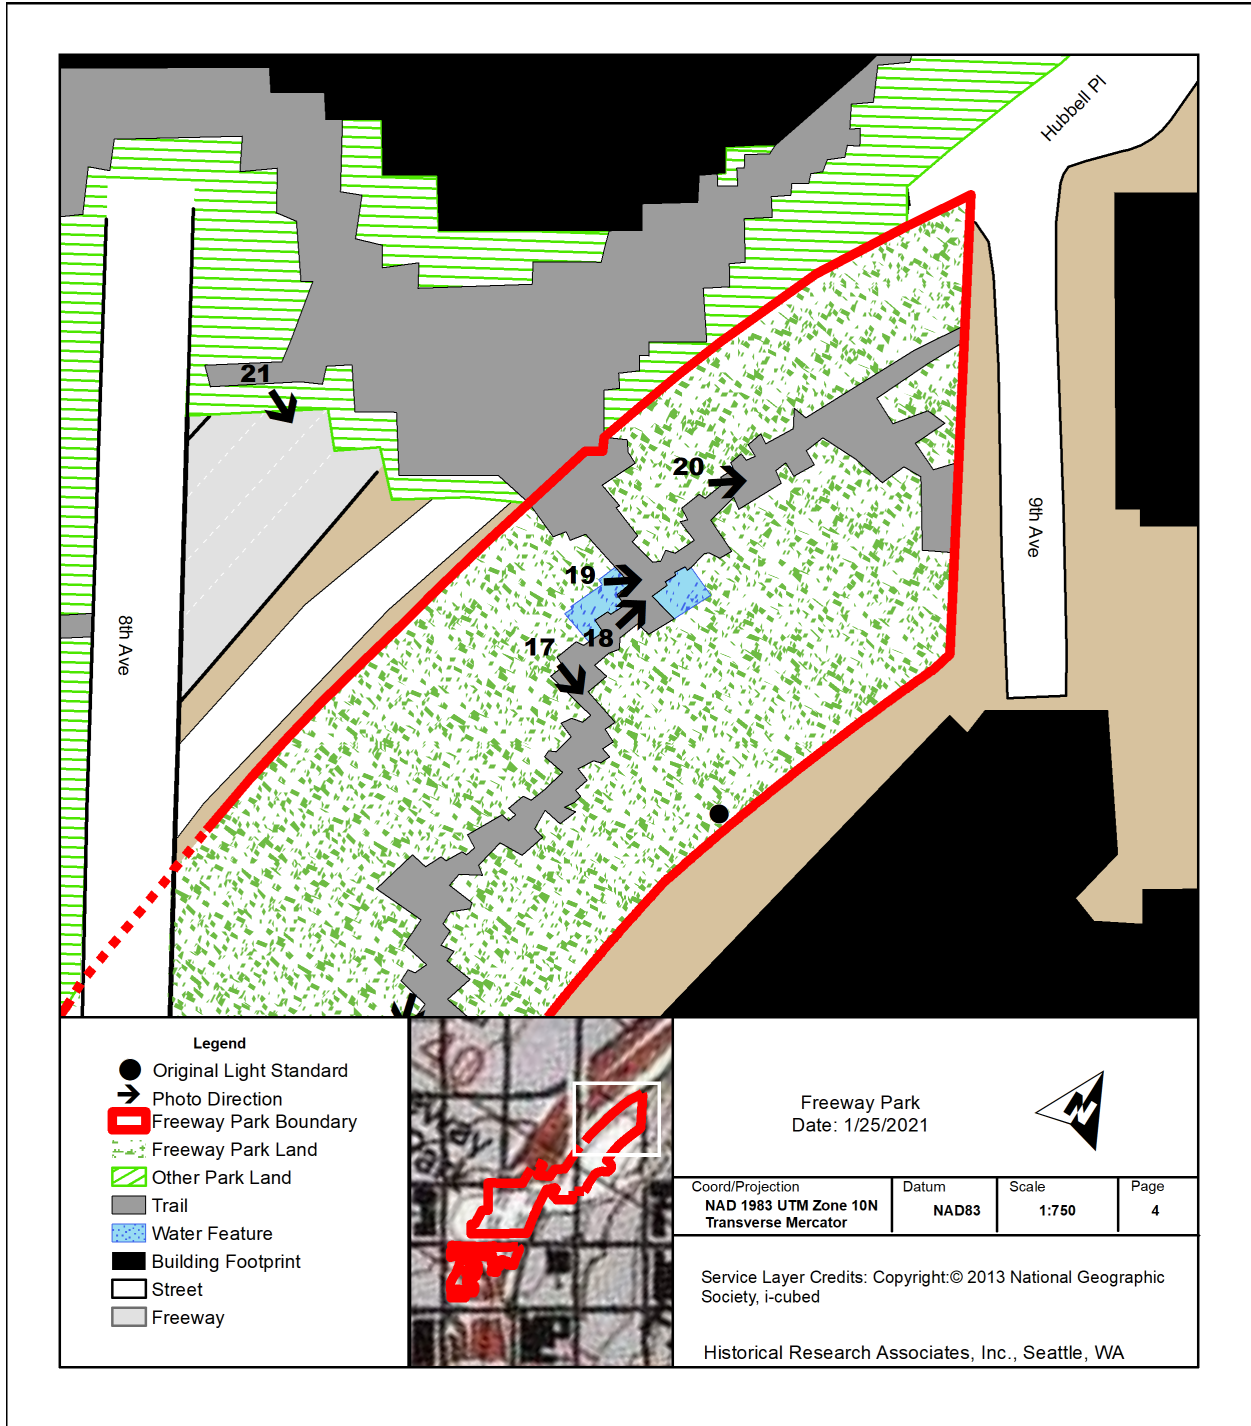 Hubbell Pl
21
20
9th Ave
19
18
17
8th Ave
Legend
Original Light Standard
Photo Direction
Freeway Park Boundary
Freeway Park Land
Other Park Land
Trail
Water Feature
Building Footprint
Street
Freeway
Freeway Park
Date: 1/25/2021
N
Coord/Projection
NAD 1983 UTM Zone 10N
Transverse Mercator
Datum
NAD83
Scale
1:750
Page
4
Service Layer Credits: Copyright:© 2013 National Geographic
Society, i-cubed
Historical Research Associates, Inc., Seattle, WA